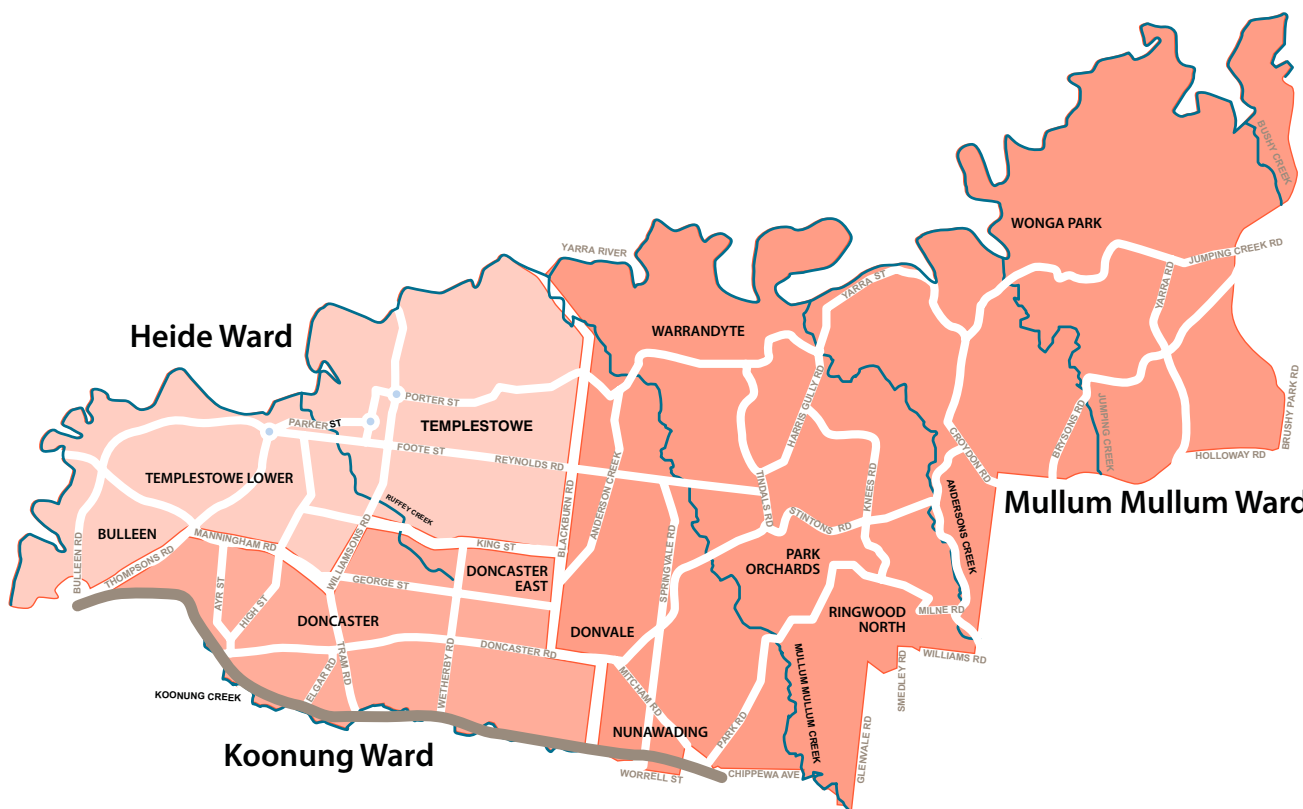 BUSHY CREEK
WONGA PARK
YARRA RIVER
JUMPING CREEK RD
YARRA ST
YARRA RD
Heide Ward
WARRANDYTE
PORTER ST
HARRIS GULLY RD
BRUSHY PARK RD
PARKER ST
TEMPLESTOWE
CROYDON RD
BRYSONS RD
JUMPING CREEK
FOOTE ST
REYNOLDS RD
HOLLOWAY RD
TEMPLESTOWE LOWER
ANDERSON CREEK
TINDALS RD
KNEES RD
RUFFEY CREEK
Mullum Mullum Ward
BLACKBURN RD
STINTONS RD
ANDERSONS CREEK
BULLEEN
MANNINGHAM RD
WILLIAMSONS RD
KING ST
SPRINGVALE RD
BULLEEN RD
THOMPSONS RD
AYR ST
HIGH ST
GEORGE ST
DONCASTER
EAST
PARK
ORCHARDS
DONCASTER
DONVALE
RINGWOOD
NORTH
MILNE RD
TRAM RD
WETHERBY RD
DONCASTER RD
WILLIAMS RD
ELGAR RD
MITCHAM RD
MULLUM MULLUM CREEK
SMEDLEY RD
KOONUNG CREEK
PARK RD
GLENVALE RD
NUNAWADING
Koonung Ward
WORRELL ST
CHIPPEWA AVE